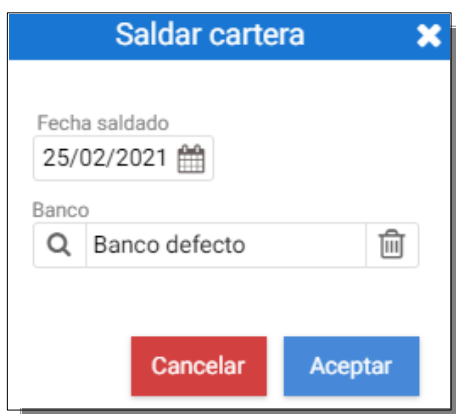 Saldar cartera
Fecha saldado
25/02/2021
Banco
Banco defecto
Cancelar Aceptar